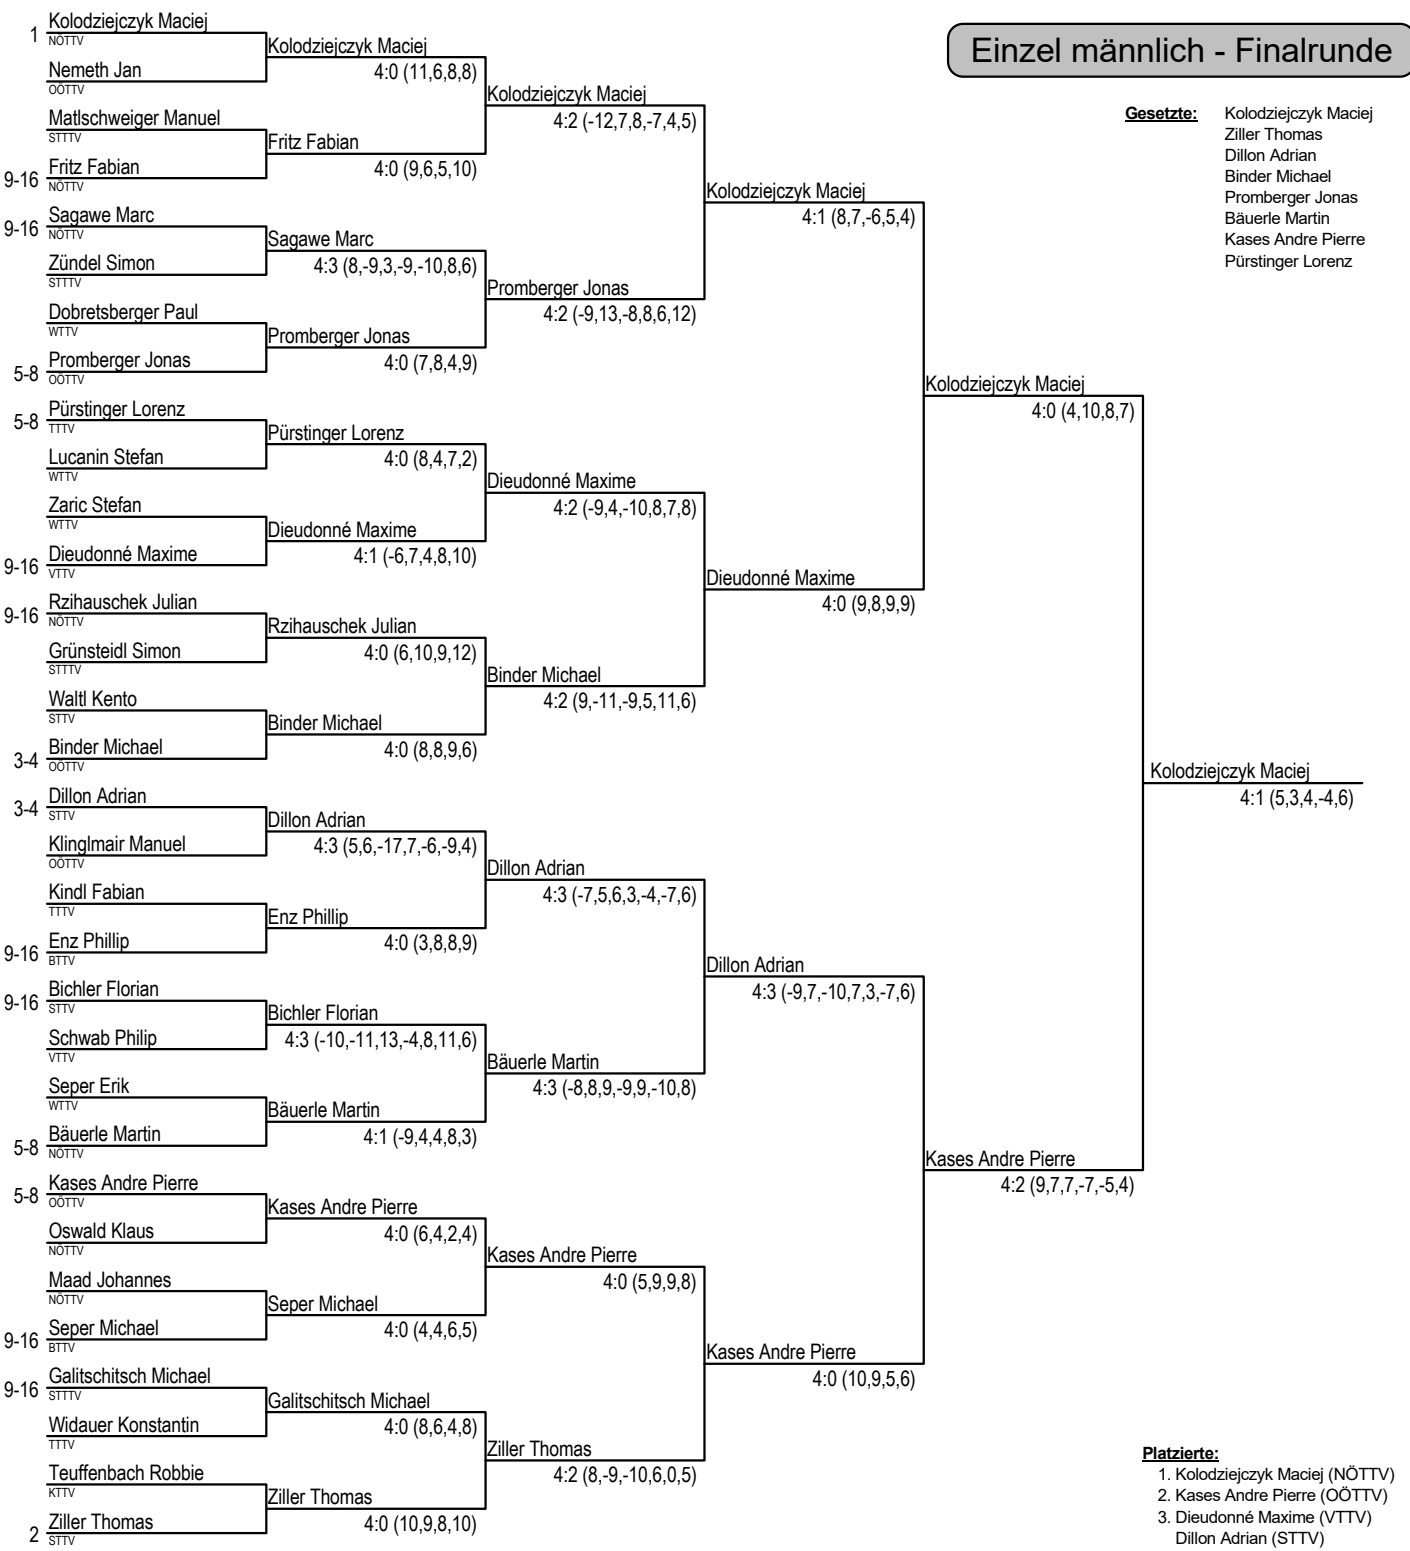 Einzel männlich - Finalrunde
Gesetzte: Kolodziejczyk Maciej
Ziller Thomas
Dillon Adrian
Binder Michael
Promberger Jonas
Bäuerle Martin
Kases Andre Pierre
Pürstinger Lorenz
1 Kolodziejczyk Maciej
NÖTTV
Nemeth Jan
OÖTTV
Matlschweiger Manuel
STTTV
9-16 Fritz Fabian
NÖTTV
9-16 Sagawe Marc
NÖTTV
Zündel Simon
STTTV
Dobretsberger Paul
WTTV
5-8 Promberger Jonas
OÖTTV
5-8 Pürstinger Lorenz
TTTV
Lucanin Stefan
WTTV
Zaric Stefan
WTTV
9-16 Dieudonné Maxime
VTTV
9-16 Rzihauschek Julian
NÖTTV
Grünsteidl Simon
STTTV
Waltl Kento
STTV
3-4 Binder Michael
OÖTTV
3-4 Dillon Adrian
STTV
Klinglmair Manuel
OÖTTV
Kindl Fabian
TTTV
9-16 Enz Phillip
BTTV
9-16 Bichler Florian
STTV
Schwab Philip
VTTV
Seper Erik
WTTV
5-8 Bäuerle Martin
NÖTTV
5-8 Kases Andre Pierre
OÖTTV
Oswald Klaus
NÖTTV
Maad Johannes
NÖTTV
9-16 Seper Michael
BTTV
9-16 Galitschitsch Michael
STTTV
Widauer Konstantin
TTTV
Teuffenbach Robbie
KTTV
2 Ziller Thomas
STTV
Kolodziejczyk Maciej
4:0 (11,6,8,8)
Fritz Fabian
4:0 (9,6,5,10)
Sagawe Marc
4:3 (8,-9,3,-9,-10,8,6)
Promberger Jonas
4:0 (7,8,4,9)
Pürstinger Lorenz
4:0 (8,4,7,2)
Dieudonné Maxime
4:1 (-6,7,4,8,10)
Rzihauschek Julian
4:0 (6,10,9,12)
Binder Michael
4:0 (8,8,9,6)
Dillon Adrian
4:3 (5,6,-17,7,-6,-9,4)
Enz Phillip
4:0 (3,8,8,9)
Bichler Florian
4:3 (-10,-11,13,-4,8,11,6)
Bäuerle Martin
4:1 (-9,4,4,8,3)
Kases Andre Pierre
4:0 (6,4,2,4)
Seper Michael
4:0 (4,4,6,5)
Galitschitsch Michael
4:0 (8,6,4,8)
Ziller Thomas
4:0 (10,9,8,10)
Kolodziejczyk Maciej
4:2 (-12,7,8,-7,4,5)
Promberger Jonas
4:2 (-9,13,-8,8,6,12)
Dieudonné Maxime
4:2 (-9,4,-10,8,7,8)
Binder Michael
4:2 (9,-11,-9,5,11,6)
Dillon Adrian
4:3 (-7,5,6,3,-4,-7,6)
Bäuerle Martin
4:3 (-8,8,9,-9,9,-10,8)
Kases Andre Pierre
4:0 (5,9,9,8)
Ziller Thomas
4:2 (8,-9,-10,6,0,5)
Kolodziejczyk Maciej
4:1 (8,7,-6,5,4)
Dieudonné Maxime
4:0 (9,8,9,9)
Dillon Adrian
4:3 (-9,7,-10,7,3,-7,6)
Kases Andre Pierre
4:0 (10,9,5,6)
Kolodziejczyk Maciej
4:0 (4,10,8,7)
Kases Andre Pierre
4:2 (9,7,7,-7,-5,4)
Kolodziejczyk Maciej
4:1 (5,3,4,-4,6)
Platzierte:
1. Kolodziejczyk Maciej (NÖTTV)
2. Kases Andre Pierre (OÖTTV)
3. Dieudonné Maxime (VTTV)
Dillon Adrian (STTV)